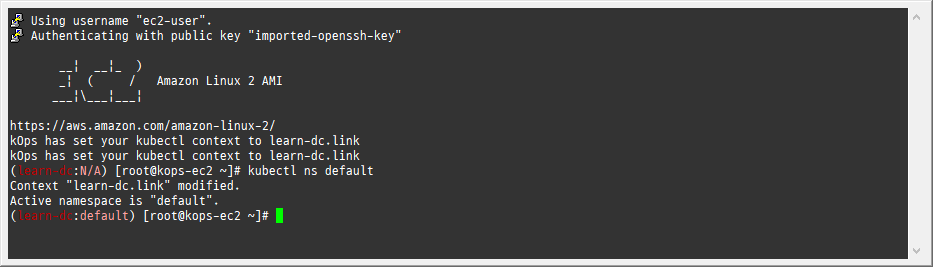 Using username "ec2-user".
Authenticating with public key "imported-openssh-key"
       __¦  __¦_  )
       _¦  (     /   Amazon Linux 2 AMI
      ___¦\___¦___¦
https://aws.amazon.com/amazon-linux-2/
kOps has set your kubectl context to learn-dc.link
kOps has set your kubectl context to learn-dc.link
(learn-dc:N/A) [root@kops-ec2 ~]# kubectl ns default
Context "learn-dc.link" modified.
Active namespace is "default".
(learn-dc:default) [root@kops-ec2 ~]#